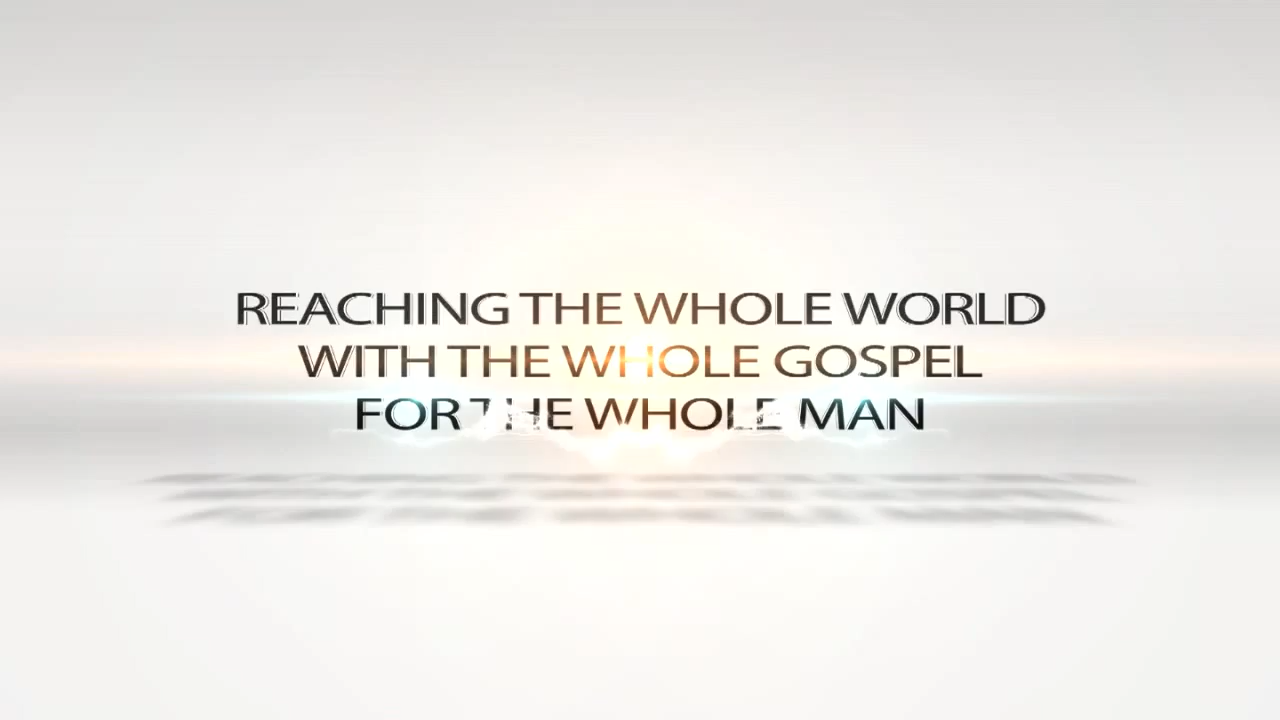 REACHING THE WHOLE WORLD
WITH THE WHOLE GOSPEL
FOR THE WHOLE MAN